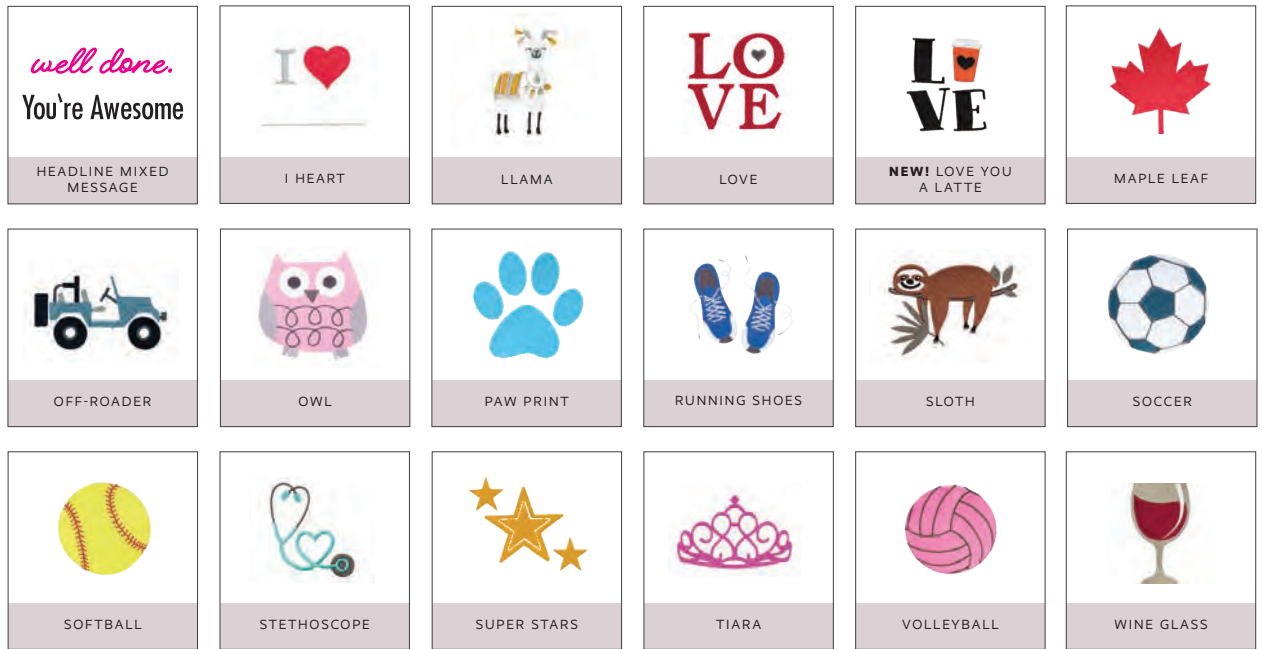 well done.
You're Awesome
HEADLINE MIXED
MESSAGE
I
I HEART
LLAMA
LO
VE
LOVE
L
VE
NEW! LOVE YOU
A LATTE
MAPLE LEAF
OFF-ROADER
OWL
PAW PRINT
RUNNING SHOES
SLOTH
SOCCER
SOFTBALL
STETHOSCOPE
SUPER STARS
TIARA
VOLLEYBALL
WINE GLASS